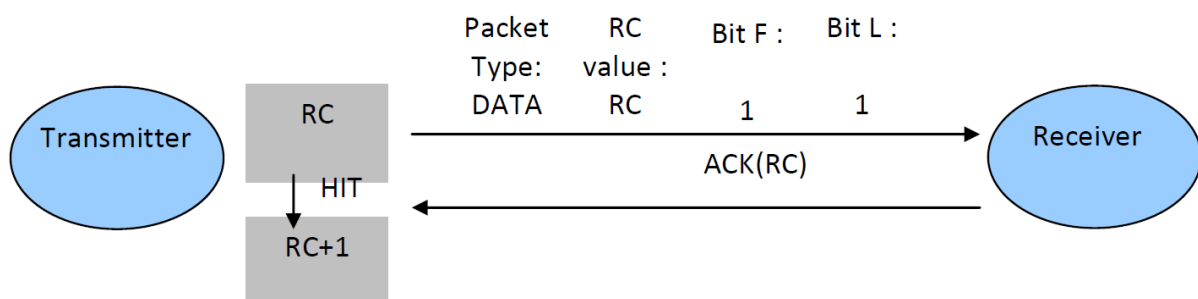 Packet RC Bit F : Bit L :
Type: value :
DATA RC 1 1
Transmitter
RC
HIT
RC+1
ACK(RC)
Receiver